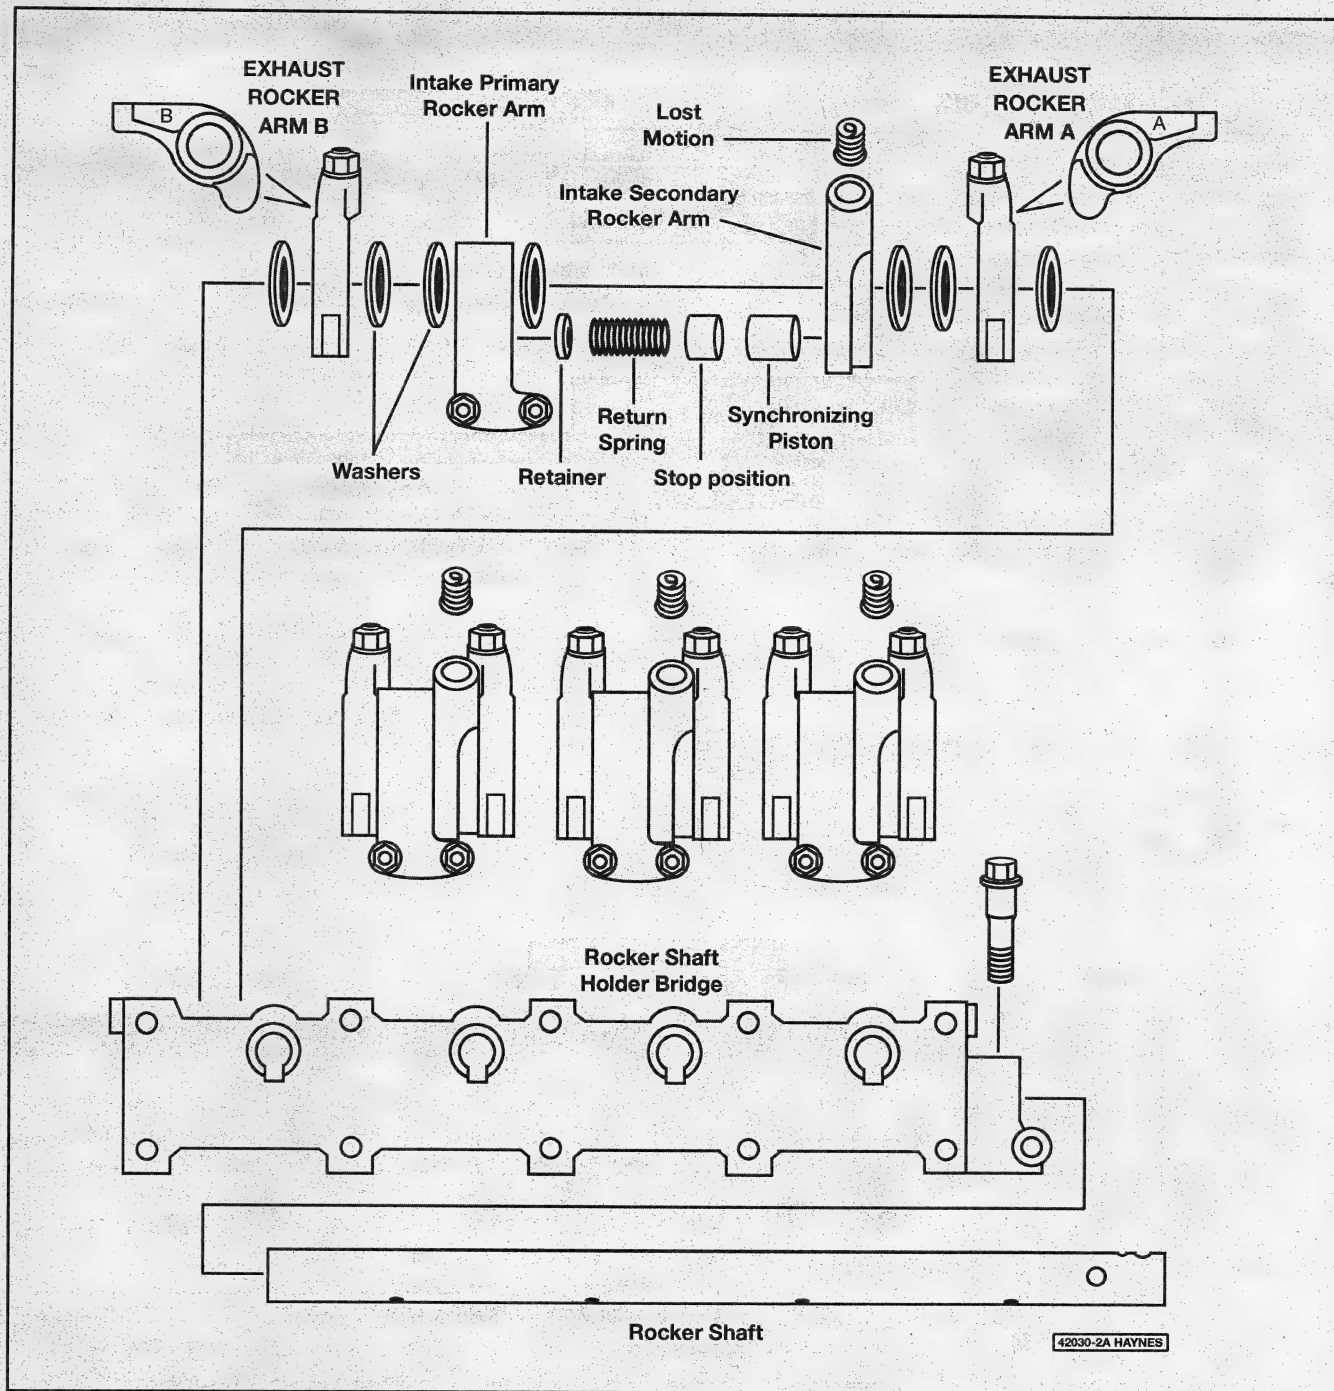 EXHAUST
ROCKER
ARM B
B
Intake Primary
Rocker Arm
Lost
Motion
Intake Secondary
Rocker Arm
EXHAUST
ROCKER
ARM A
A
Washers
Retainer
Return
Spring
Stop position
Synchronizing
Piston
Rocker Shaft
Holder Bridge
Rocker Shaft
42030-2A HAYNES